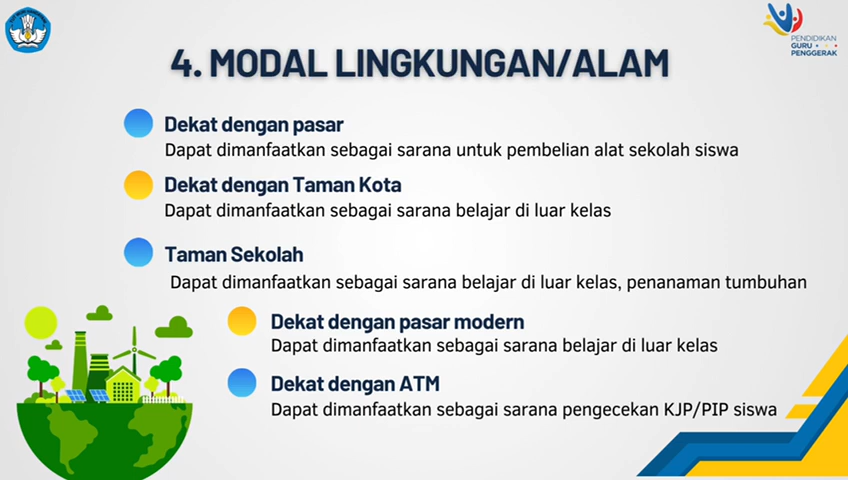 PENDIDIKAN
GURU
PENGGERAK
4. MODAL LINGKUNGAN/ALAM
Dekat dengan pasar
Dapat dimanfaatkan sebagai sarana untuk pembelian alat sekolah siswa
Dekat dengan Taman Kota
Dapat dimanfaatkan sebagai sarana belajar di luar kelas
Taman Sekolah
Dapat dimanfaatkan sebagai sarana belajar di luar kelas, penanaman tumbuhan
Dekat dengan pasar modern
Dapat dimanfaatkan sebagai sarana belajar di luar kelas
Dekat dengan ATM
Dapat dimanfaatkan sebagai sarana pengecekan KJP/PIP siswa